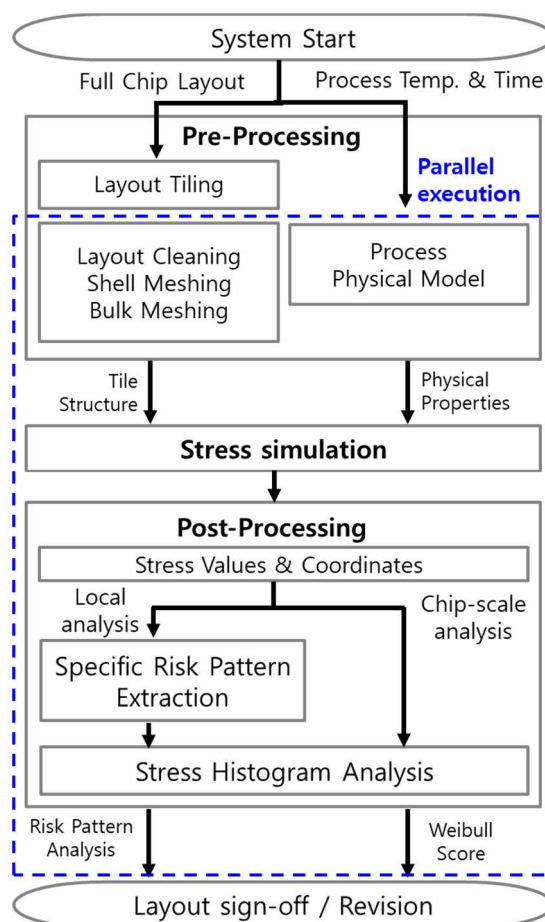 System Start
Full Chip Layout
Process Temp. & Time
Pre-Processing
Layout Tiling
Parallel
execution
Layout Cleaning
Shell Meshing
Bulk Meshing
Process
Physical Model
Tile
Structure
Physical
Properties
Stress simulation
Post-Processing
Stress Values & Coordinates
Local
analysis
Chip-scale
analysis
Specific Risk Pattern
Extraction
Stress Histogram Analysis
Risk Pattern
Analysis
Weibull
Score
Layout sign-off / Revision